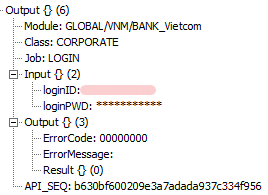 Output {} (6)
Module: GLOBAL/VNM/BANK_Vietcom
Class: CORPORATE
Job: LOGIN
Input {} (2)
loginID:
loginPWD: ***********
Output {} (3)
ErrorCode: 00000000
ErrorMessage:
Result {} (0)
API_SEQ: b630bf600209e3a7adada937c334f956